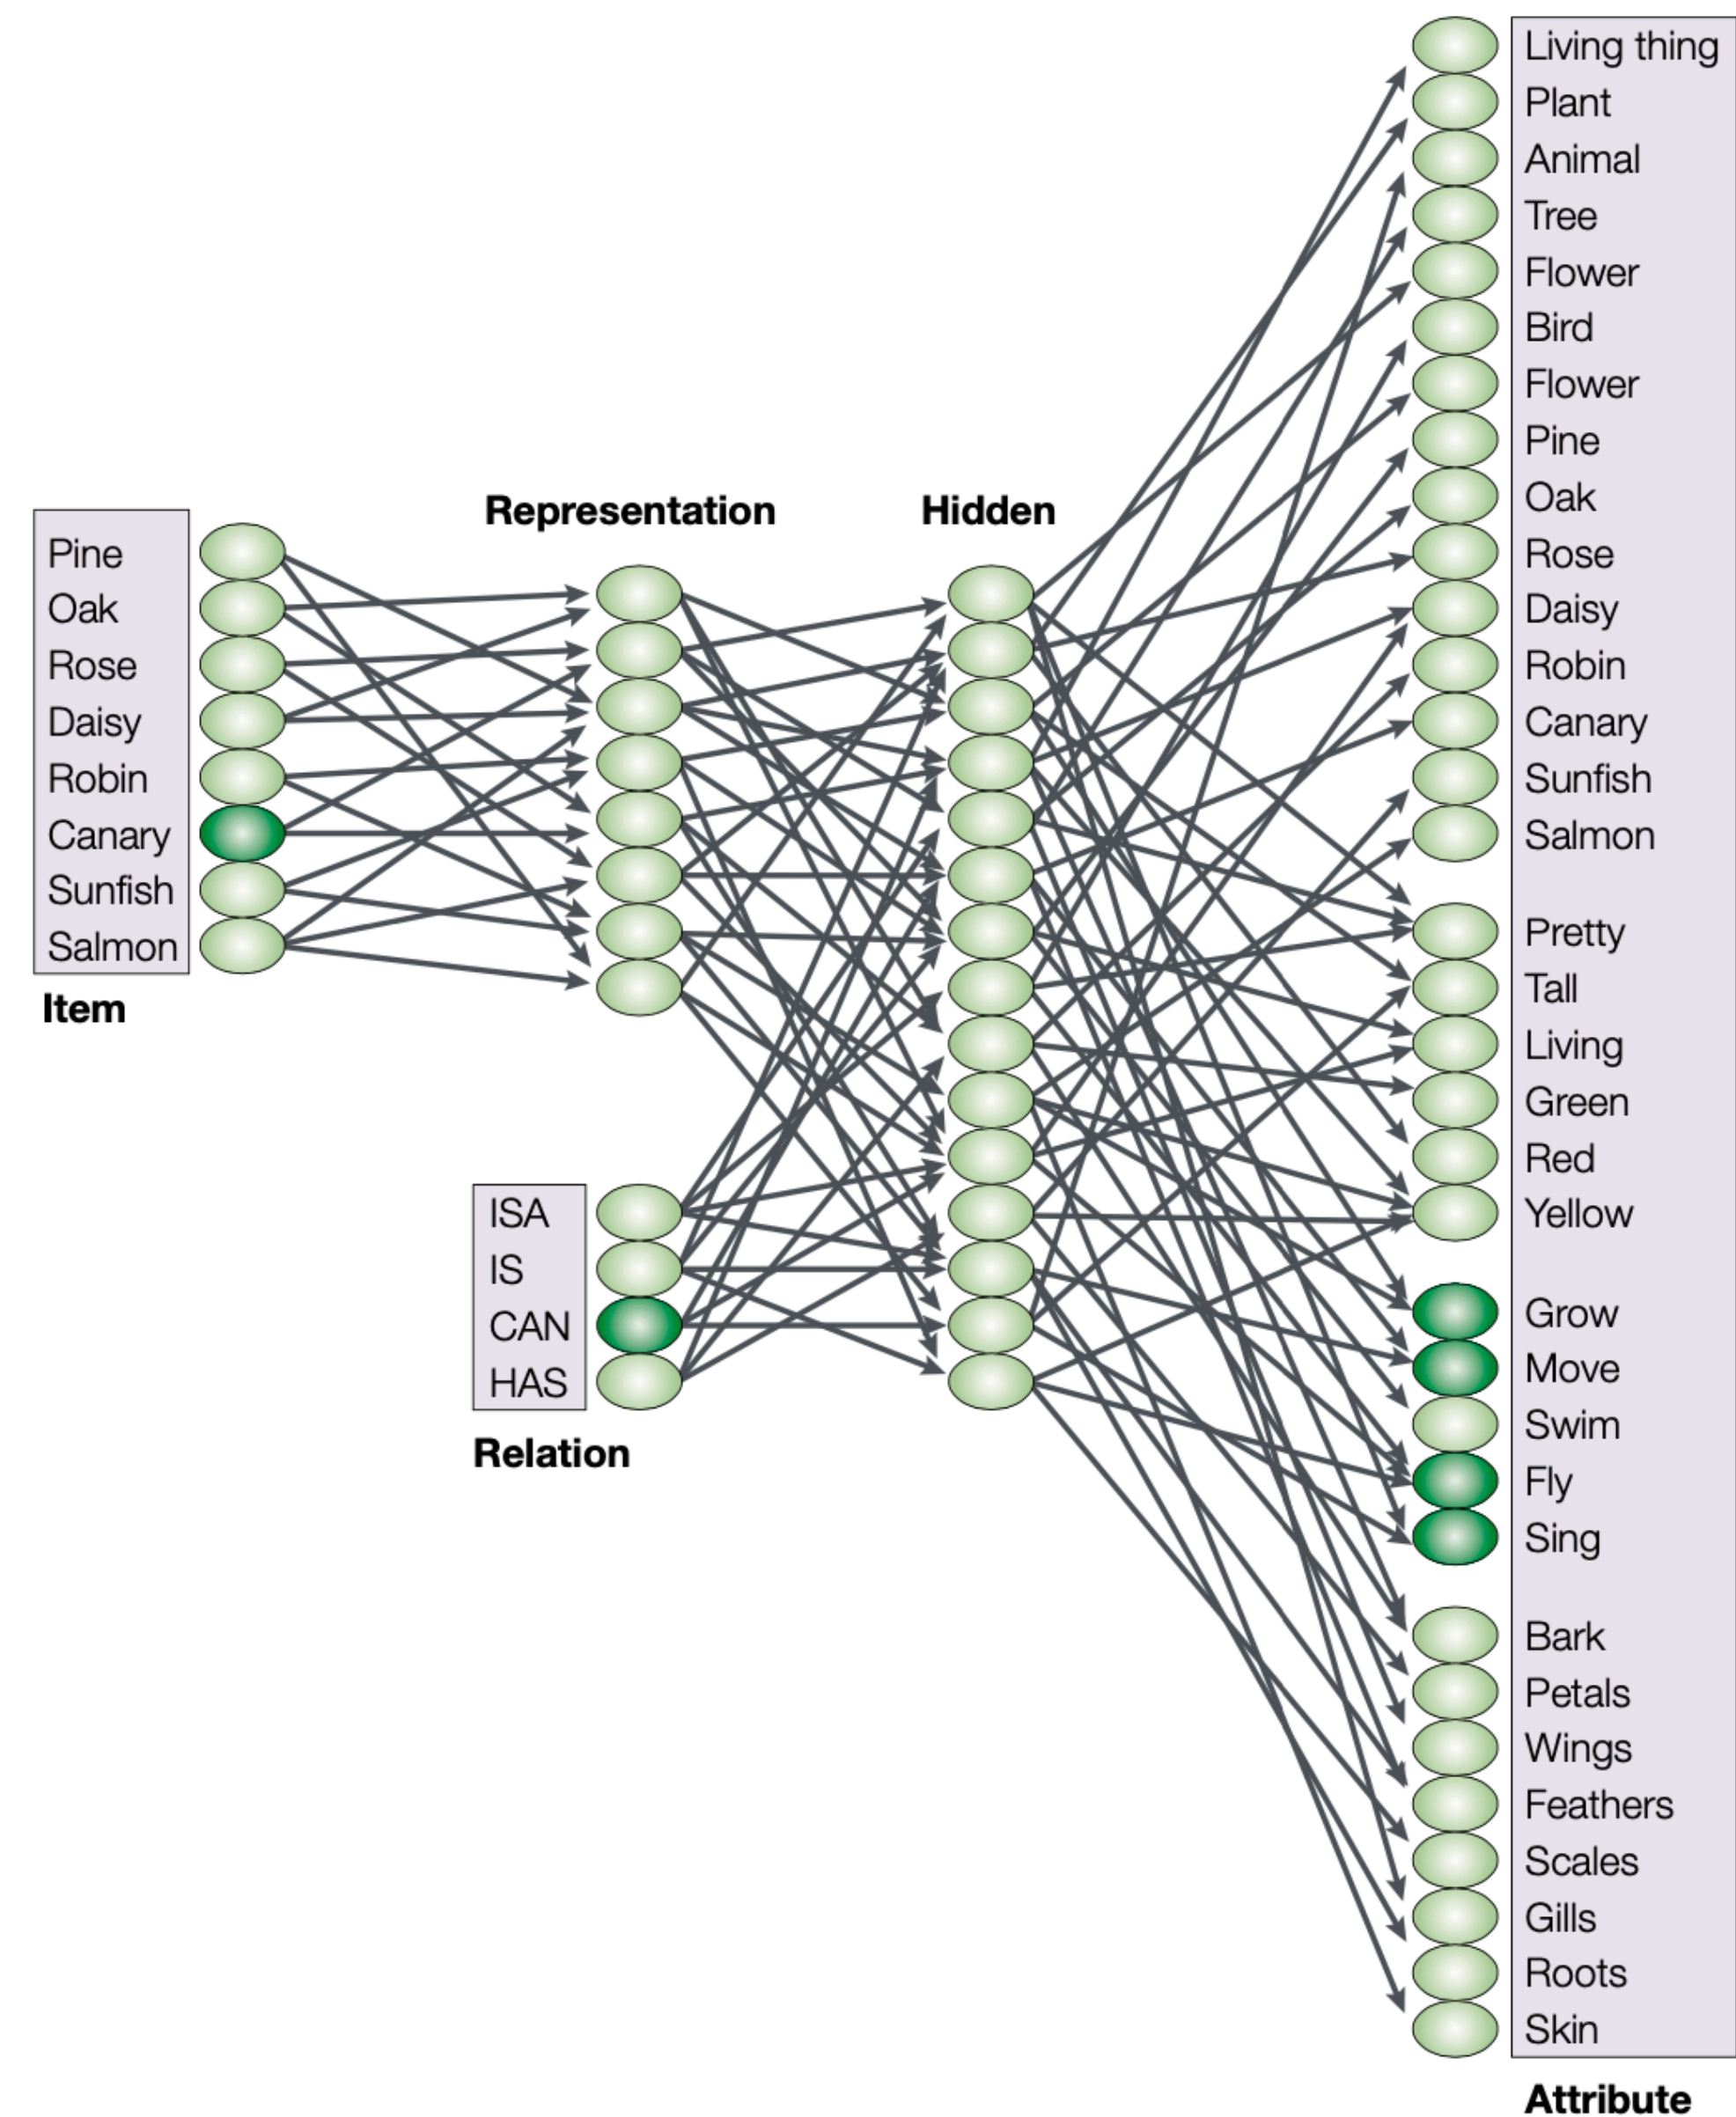 Pine
Oak
Rose
Daisy
Robin
Canary
Sunfish
Salmon
Item
Representation
Hidden
ISA
IS
CAN
HAS
Relation
Living thing
Plant
Animal
Tree
Flower
Bird
Flower
Pine
Oak
Rose
Daisy
Robin
Canary
Sunfish
Salmon
Pretty
Tall
Living
Green
Red
Yellow
Grow
Move
Swim
Fly
Sing
Bark
Petals
Wings
Feathers
Scales
Gills
Roots
Skin
Attribute